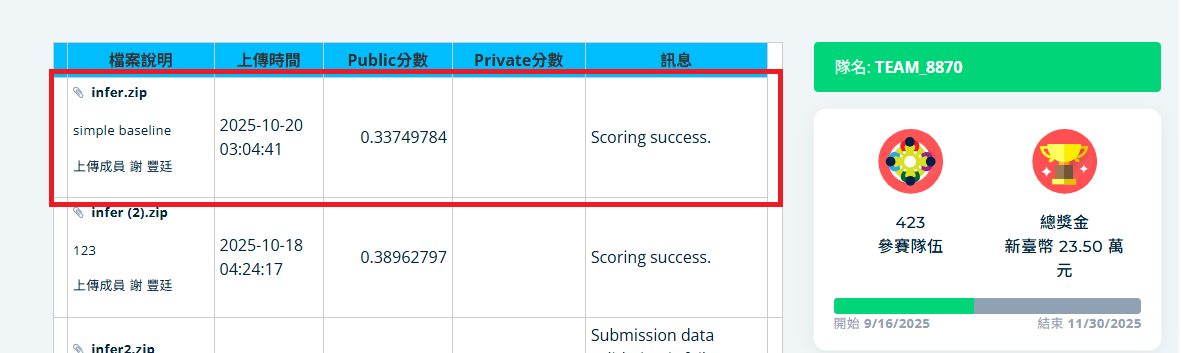 檔案說明 上傳時間 Public分數 Private分數 訊息
infer.zip
simple baseline
上傳成員 謝 豐廷
2025-10-20
03:04:41
0.33749784
Scoring success.
infer (2).zip
123
上傳成員 謝 豐廷
2025-10-18
04:24:17
0.38962797
Scoring success.
infer2.zip
Submission data
隊名: TEAM_8870
423
參賽隊伍
總獎金
新臺幣 23.50 萬
元
開始 9/16/2025
結束 11/30/2025